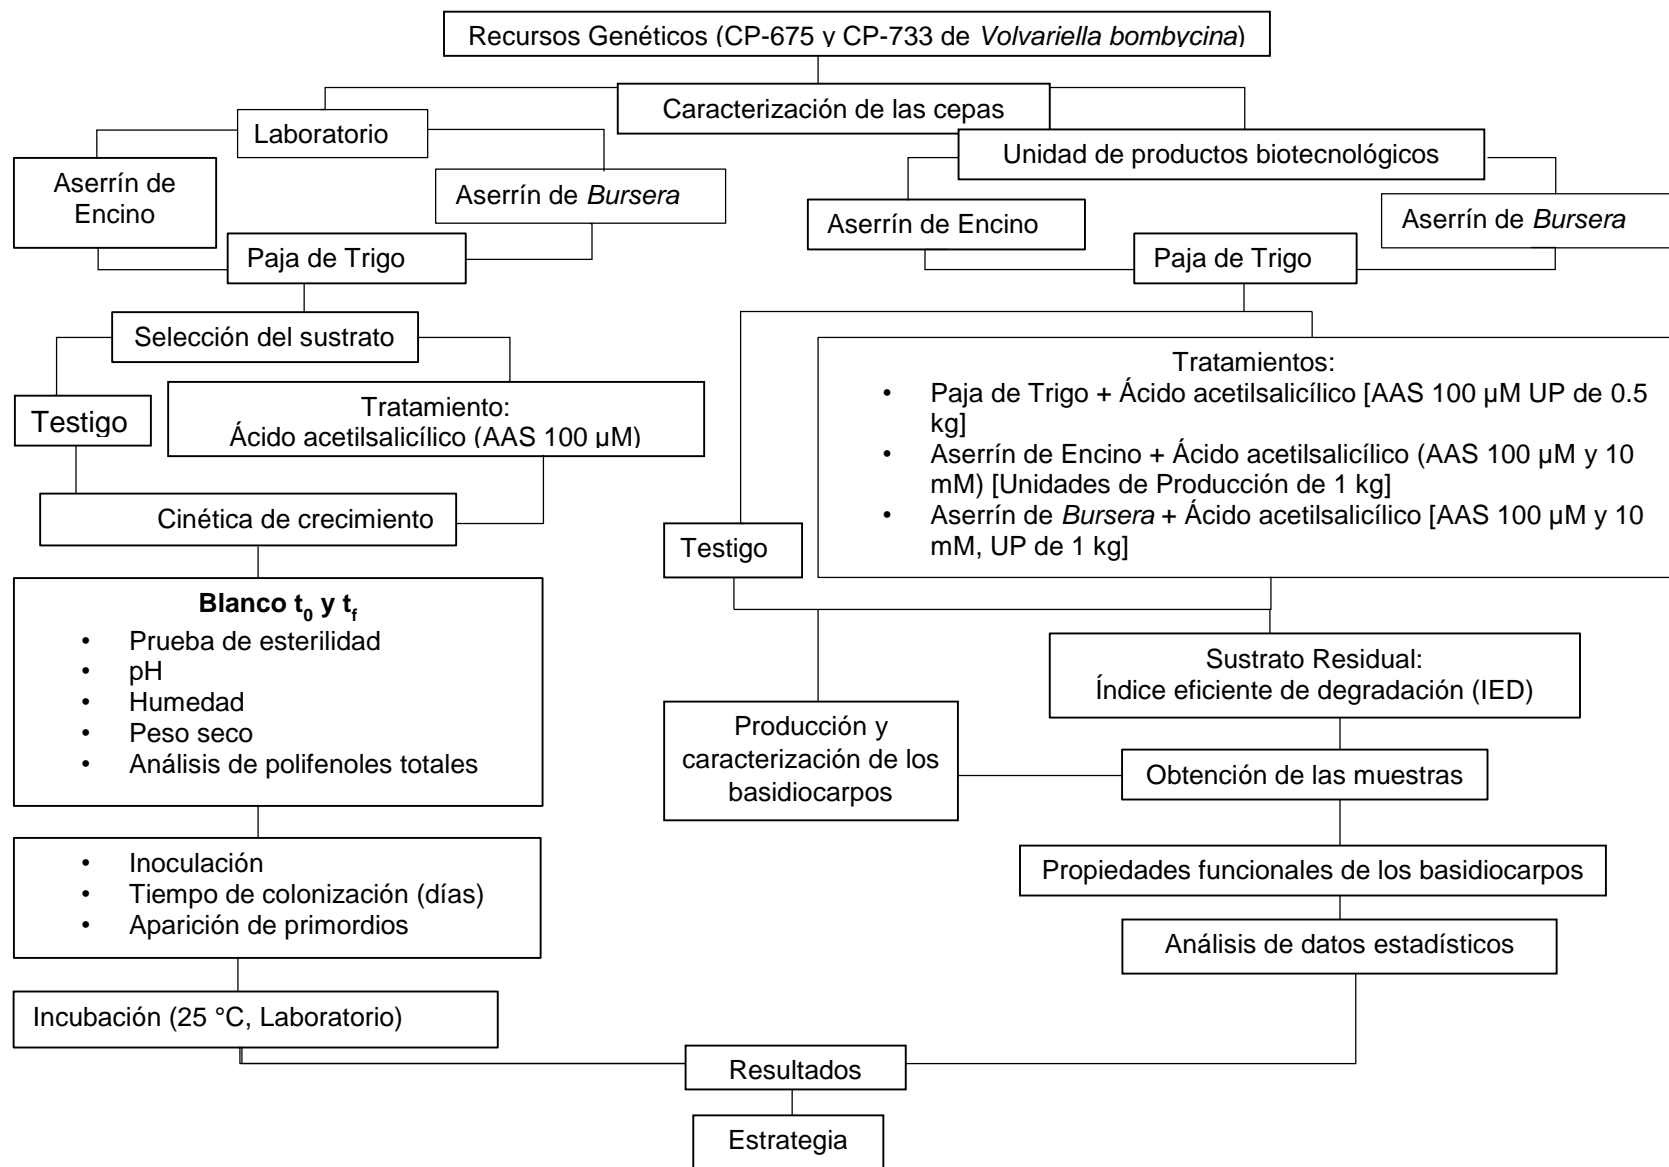 Recursos Genéticos (CP-675 y CP-733 de Volvariella bombycina)
Caracterización de las cepas
Laboratorio
Unidad de productos biotecnológicos
Aserrín de
Encino
Aserrín de Bursera
Aserrín de Encino
Aserrín de Bursera
Paja de Trigo
Paja de Trigo
Selección del sustrato
Testigo
Tratamiento:
Ácido acetilsalicílico (AAS 100 µM)
Tratamientos:
• Paja de Trigo + Ácido acetilsalicílico [AAS 100 µM UP de 0.5
kg]
• Aserrín de Encino + Ácido acetilsalicílico (AAS 100 µM y 10
mM) [Unidades de Producción de 1 kg]
• Aserrín de Bursera + Ácido acetilsalicílico [AAS 100 µM y 10
mM, UP de 1 kg]
Cinética de crecimiento
Testigo
Blanco t0 y tf
• Prueba de esterilidad
• pH
• Humedad
• Peso seco
• Análisis de polifenoles totales
Sustrato Residual:
Índice eficiente de degradación (IED)
Producción y
caracterización de los
basidiocarpos
Obtención de las muestras
• Inoculación
• Tiempo de colonización (días)
• Aparición de primordios
Propiedades funcionales de los basidiocarpos
Análisis de datos estadísticos
Incubación (25 °C, Laboratorio)
Resultados
Estrategia